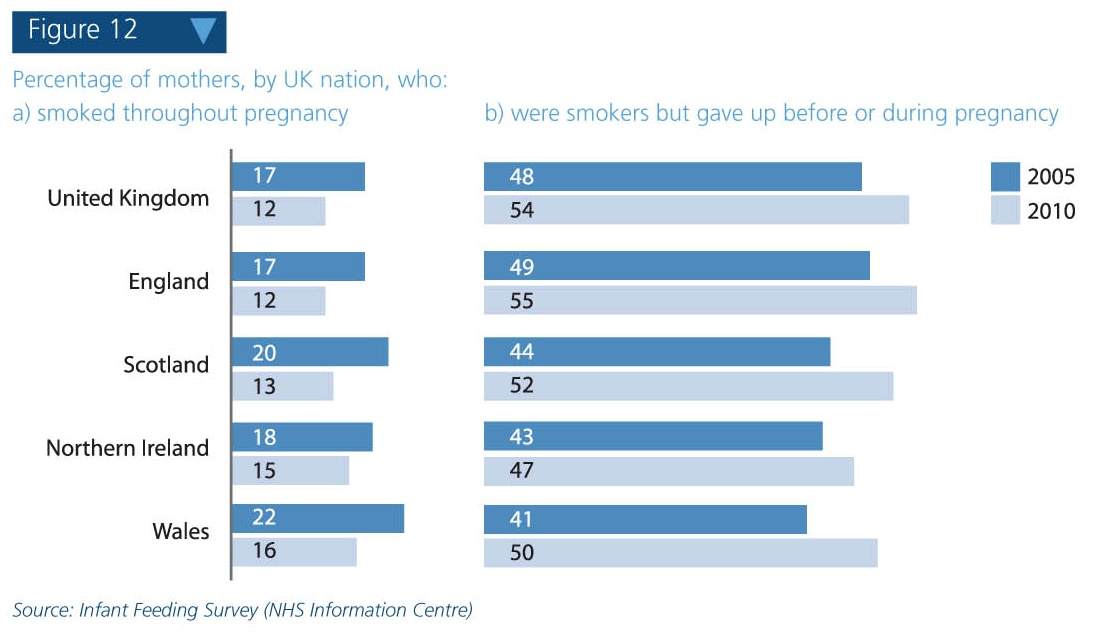 Figure 12
Percentage of mothers, by UK nation, who:
a) smoked throughout pregnancy
b) were smokers but gave up before or during pregnancy
2005
2010
United Kingdom
17
12
48
54
England
17
12
49
55
Scotland
20
13
44
52
Northern Ireland
18
15
43
47
Wales
22
16
41
50
Source: Infant Feeding Survey (NHS Information Centre)